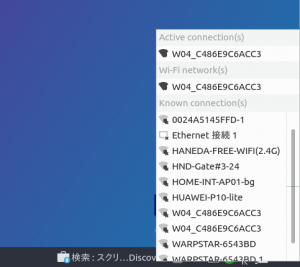 Active connection(s)
W04_C486E9C6ACC3
Wi-Fi network(s)
W04_C486E9C6ACC3
Known connection(s)
0024A5145FFD-1
Ethernet 接続 1
HANEDA-FREE-WIFI(2.4G)
HND-Gate#3-24
HOME-INT-AP01-bg
HUAWEI-P10-lite
W04_C486E9C6ACC3
W04_C486E9C6ACC3
WARPSTAR-6543BD
WARPSTAR-6543BD 1
検索 : スクリ...Discov